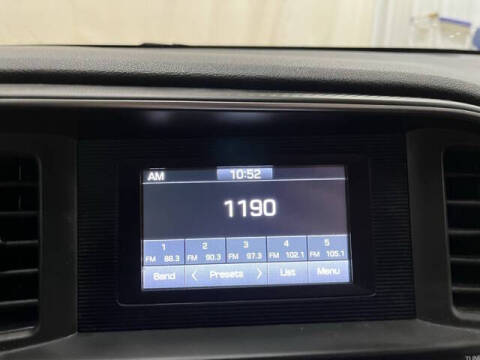 AM 10:52
1190
1 2 3 4 5
FM 88.3 FM 90.3 FM 97.3 FM 102.1 FM 105.1
Band < Presets > List Menu